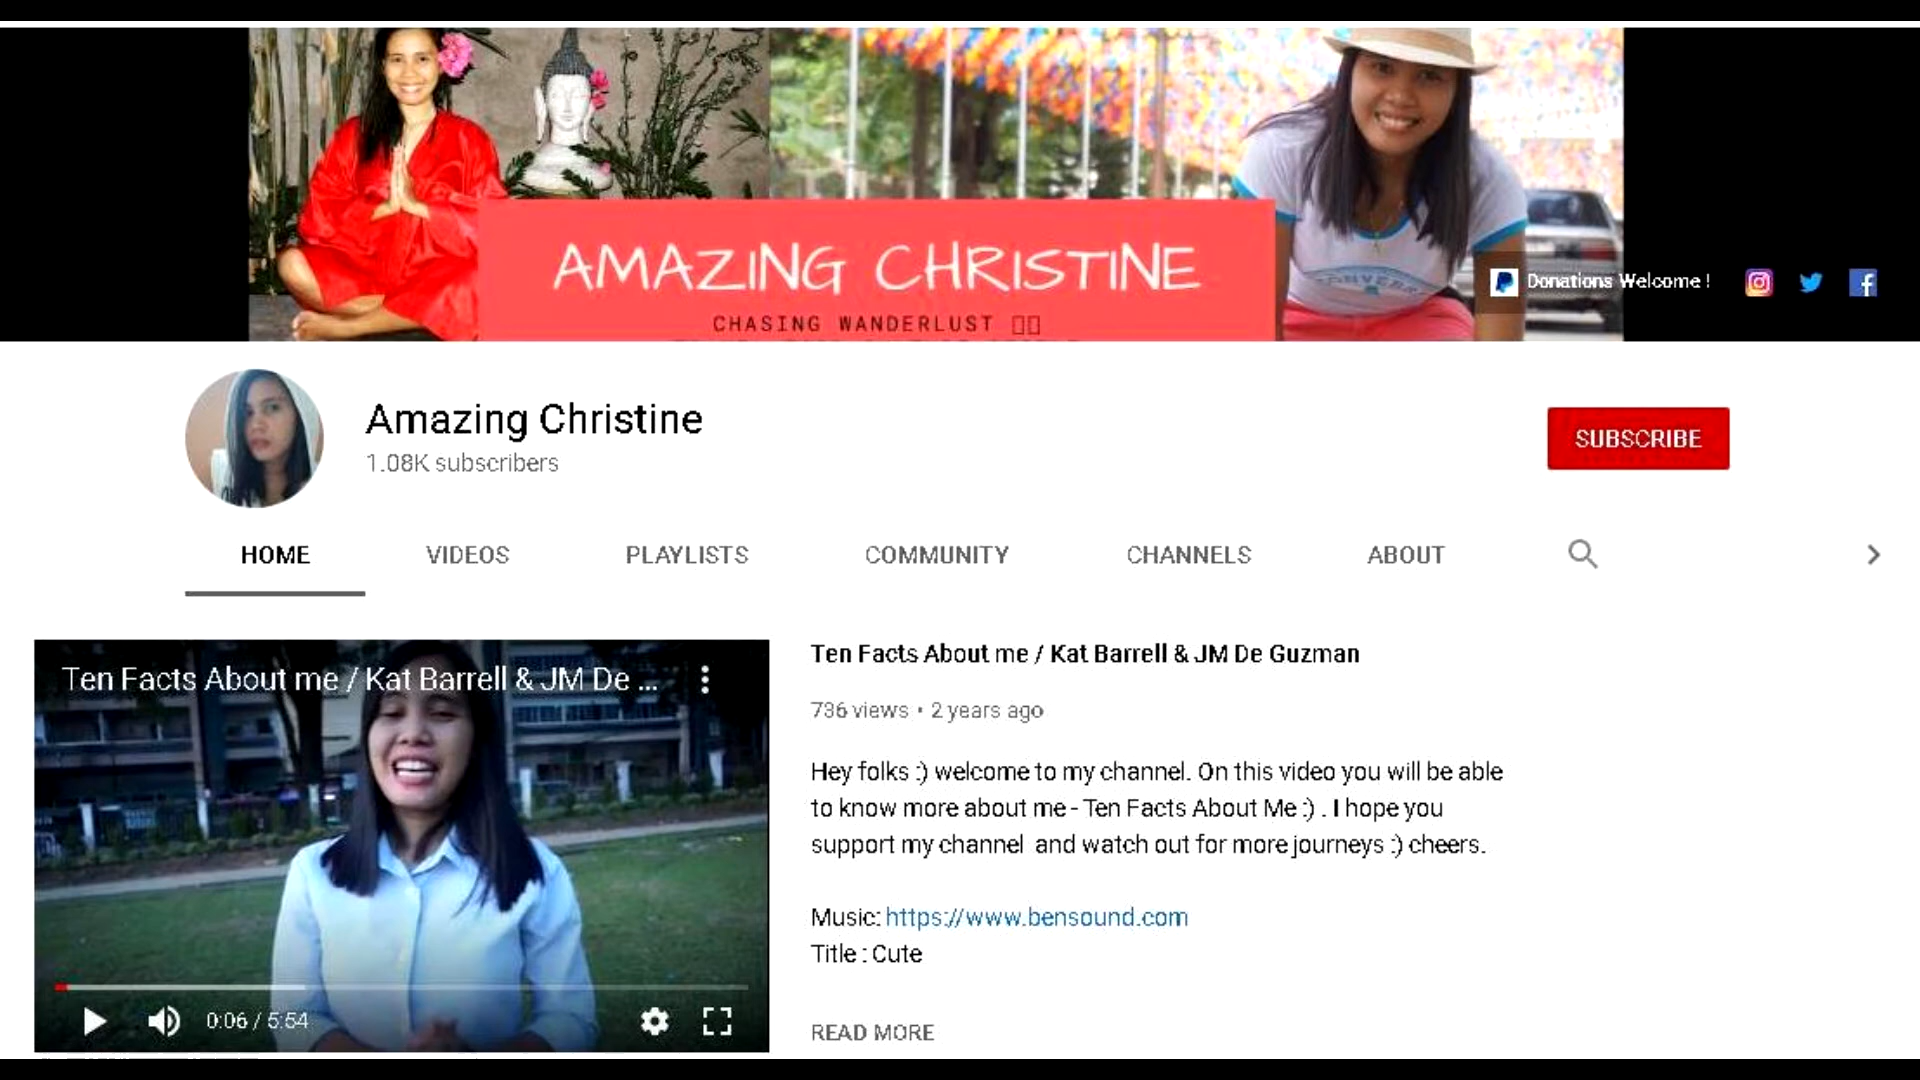 AMAZING CHRISTINE
CHASING WANDERLUST
Donations Welcome !
Amazing Christine
1.08K subscribers
SUBSCRIBE
HOME VIDEOS PLAYLISTS COMMUNITY CHANNELS ABOUT
Ten Facts About me / Kat Barrell & JM De ...
0:06 / 5:54
Ten Facts About me / Kat Barrell & JM De Guzman
736 views • 2 years ago
Hey folks :) welcome to my channel. On this video you will be able
to know more about me - Ten Facts About Me :) . I hope you
support my channel and watch out for more journeys :) cheers.
Music: https://www.bensound.com
Title : Cute
READ MORE